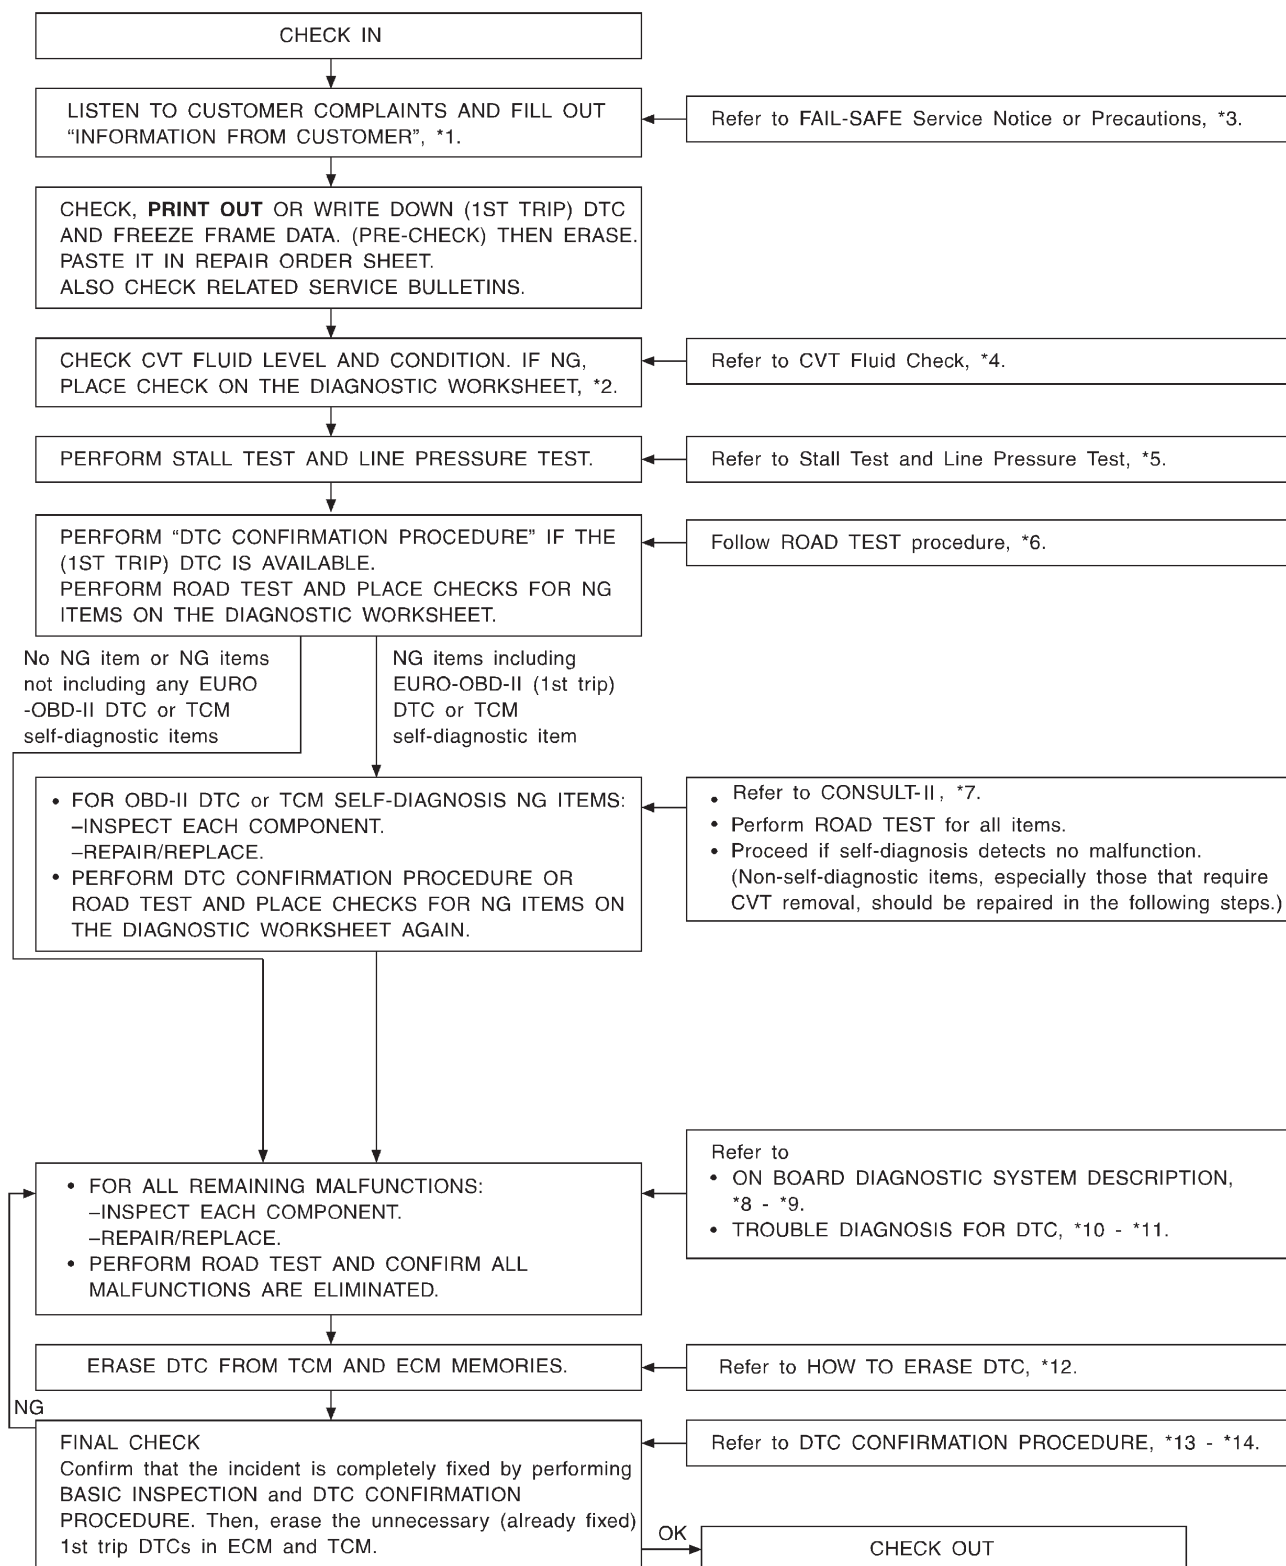 CHECK IN
LISTEN TO CUSTOMER COMPLAINTS AND FILL OUT
“INFORMATION FROM CUSTOMER”, *1.
Refer to FAIL-SAFE Service Notice or Precautions, *3.
CHECK, PRINT OUT OR WRITE DOWN (1ST TRIP) DTC
AND FREEZE FRAME DATA. (PRE-CHECK) THEN ERASE.
PASTE IT IN REPAIR ORDER SHEET.
ALSO CHECK RELATED SERVICE BULLETINS.
CHECK CVT FLUID LEVEL AND CONDITION. IF NG,
PLACE CHECK ON THE DIAGNOSTIC WORKSHEET, *2.
Refer to CVT Fluid Check, *4.
PERFORM STALL TEST AND LINE PRESSURE TEST.
Refer to Stall Test and Line Pressure Test, *5.
PERFORM “DTC CONFIRMATION PROCEDURE” IF THE
(1ST TRIP) DTC IS AVAILABLE.
PERFORM ROAD TEST AND PLACE CHECKS FOR NG
ITEMS ON THE DIAGNOSTIC WORKSHEET.
Follow ROAD TEST procedure, *6.
No NG item or NG items
not including any EURO
-OBD-II DTC or TCM
self-diagnostic items
NG items including
EURO-OBD-II (1st trip)
DTC or TCM
self-diagnostic item
• FOR OBD-II DTC or TCM SELF-DIAGNOSIS NG ITEMS:
–INSPECT EACH COMPONENT.
–REPAIR/REPLACE.
• PERFORM DTC CONFIRMATION PROCEDURE OR
ROAD TEST AND PLACE CHECKS FOR NG ITEMS ON
THE DIAGNOSTIC WORKSHEET AGAIN.
• Refer to CONSULT-II, *7.
• Perform ROAD TEST for all items.
• Proceed if self-diagnosis detects no malfunction.
(Non-self-diagnostic items, especially those that require
CVT removal, should be repaired in the following steps.)
• FOR ALL REMAINING MALFUNCTIONS:
–INSPECT EACH COMPONENT.
–REPAIR/REPLACE.
• PERFORM ROAD TEST AND CONFIRM ALL
MALFUNCTIONS ARE ELIMINATED.
Refer to
• ON BOARD DIAGNOSTIC SYSTEM DESCRIPTION,
*8 - *9.
• TROUBLE DIAGNOSIS FOR DTC, *10 - *11.
ERASE DTC FROM TCM AND ECM MEMORIES.
Refer to HOW TO ERASE DTC, *12.
NG
FINAL CHECK
Confirm that the incident is completely fixed by performing
BASIC INSPECTION and DTC CONFIRMATION
PROCEDURE. Then, erase the unnecessary (already fixed)
1st trip DTCs in ECM and TCM.
Refer to DTC CONFIRMATION PROCEDURE, *13 - *14.
OK
CHECK OUT